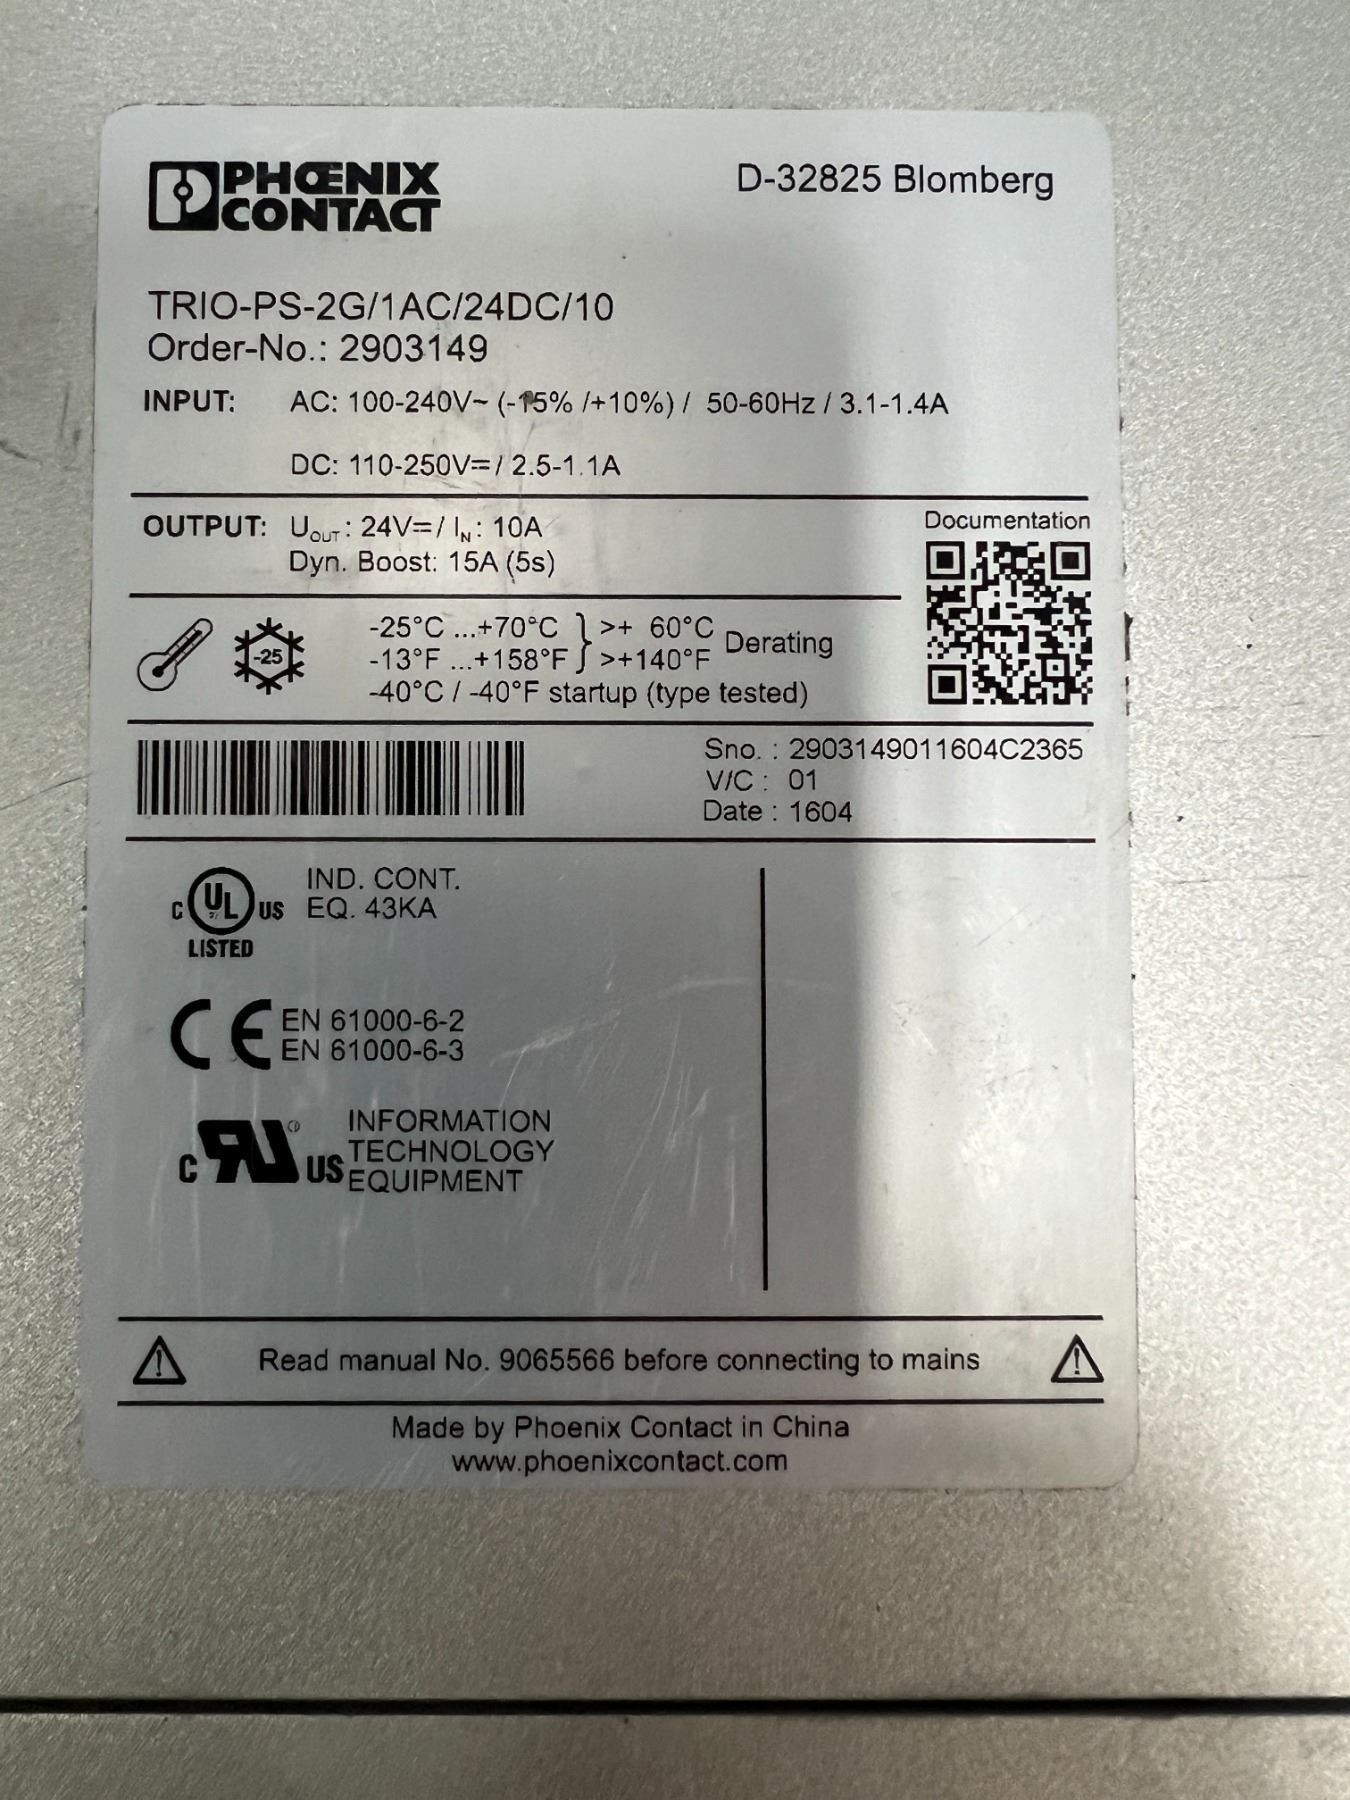 PHŒNIX
CONTACT
D-32825 Blomberg
TRIO-PS-2G/1AC/24DC/10
Order-No.: 2903149
INPUT: AC: 100-240V~ (-15% /+10%) / 50-60Hz / 3.1-1.4A
DC: 110-250V⎓ / 2.5-1.1A
OUTPUT: UOUT : 24V⎓ / IN : 10A
Dyn. Boost: 15A (5s)
Documentation
-25
-25°C ...+70°C } >+ 60°C Derating
-13°F ...+158°F } >+140°F
-40°C / -40°F startup (type tested)
Sno. : 2903149011604C2365
V/C : 01
Date : 1604
C UL US
LISTED
IND. CONT.
EQ. 43KA
CE
EN 61000-6-2
EN 61000-6-3
C RU US
INFORMATION
TECHNOLOGY
EQUIPMENT
Read manual No. 9065566 before connecting to mains
Made by Phoenix Contact in China
www.phoenixcontact.com